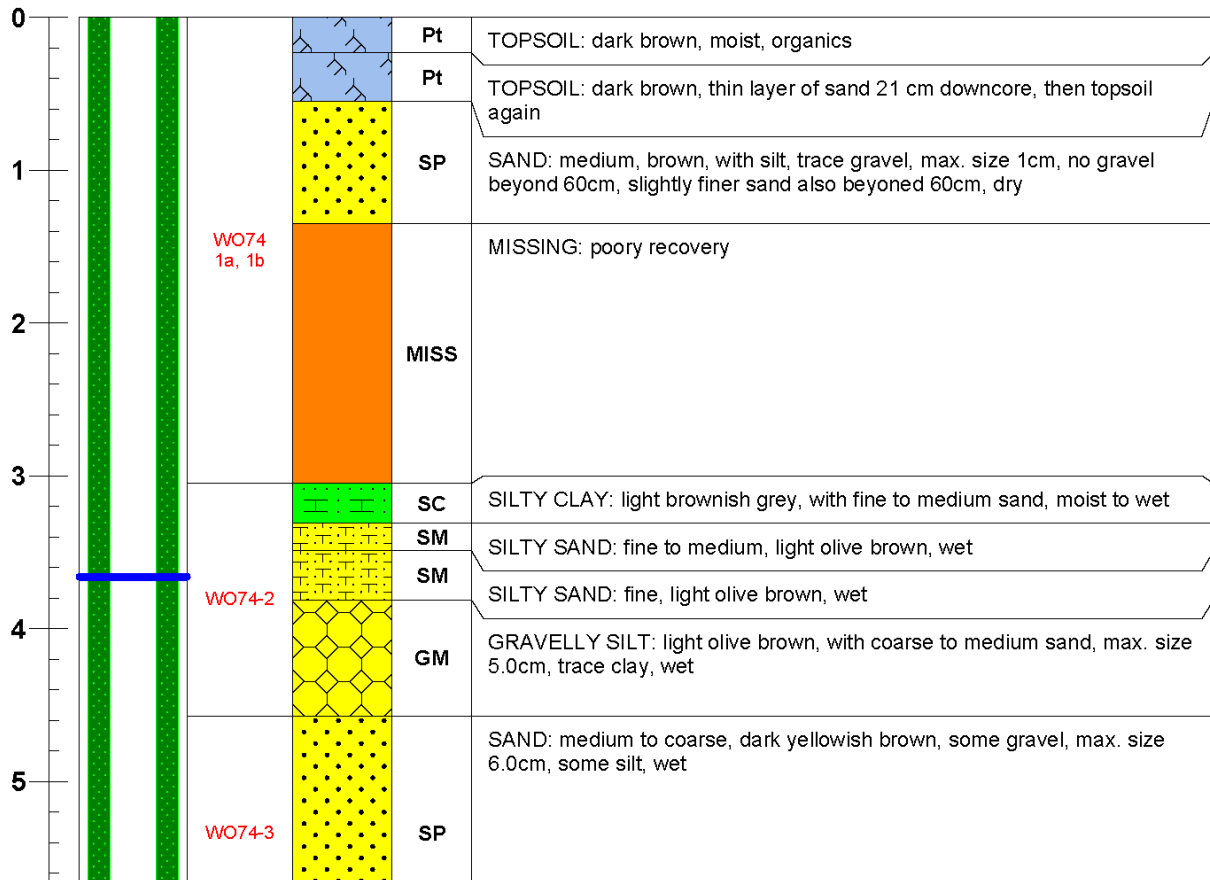 0
Pt
TOPSOIL: dark brown, moist, organics
Pt
TOPSOIL: dark brown, thin layer of sand 21 cm downcore, then topsoil
again
1
SP
SAND: medium, brown, with silt, trace gravel, max. size 1cm, no gravel
beyond 60cm, slightly finer sand also beyoned 60cm, dry
WO74
1a, 1b
MISSING: poory recovery
2
MISS
3
SC
SILTY CLAY: light brownish grey, with fine to medium sand, moist to wet
SM
SILTY SAND: fine to medium, light olive brown, wet
SM
WO74-2
SILTY SAND: fine, light olive brown, wet
4
GM
GRAVELLY SILT: light olive brown, with coarse to medium sand, max. size
5.0cm, trace clay, wet
SAND: medium to coarse, dark yellowish brown, some gravel, max. size
6.0cm, some silt, wet
5
WO74-3
SP